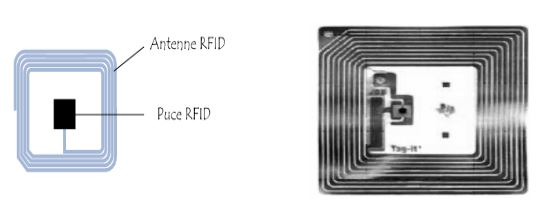 Antenne RFID
Puce RFID
Tag-it